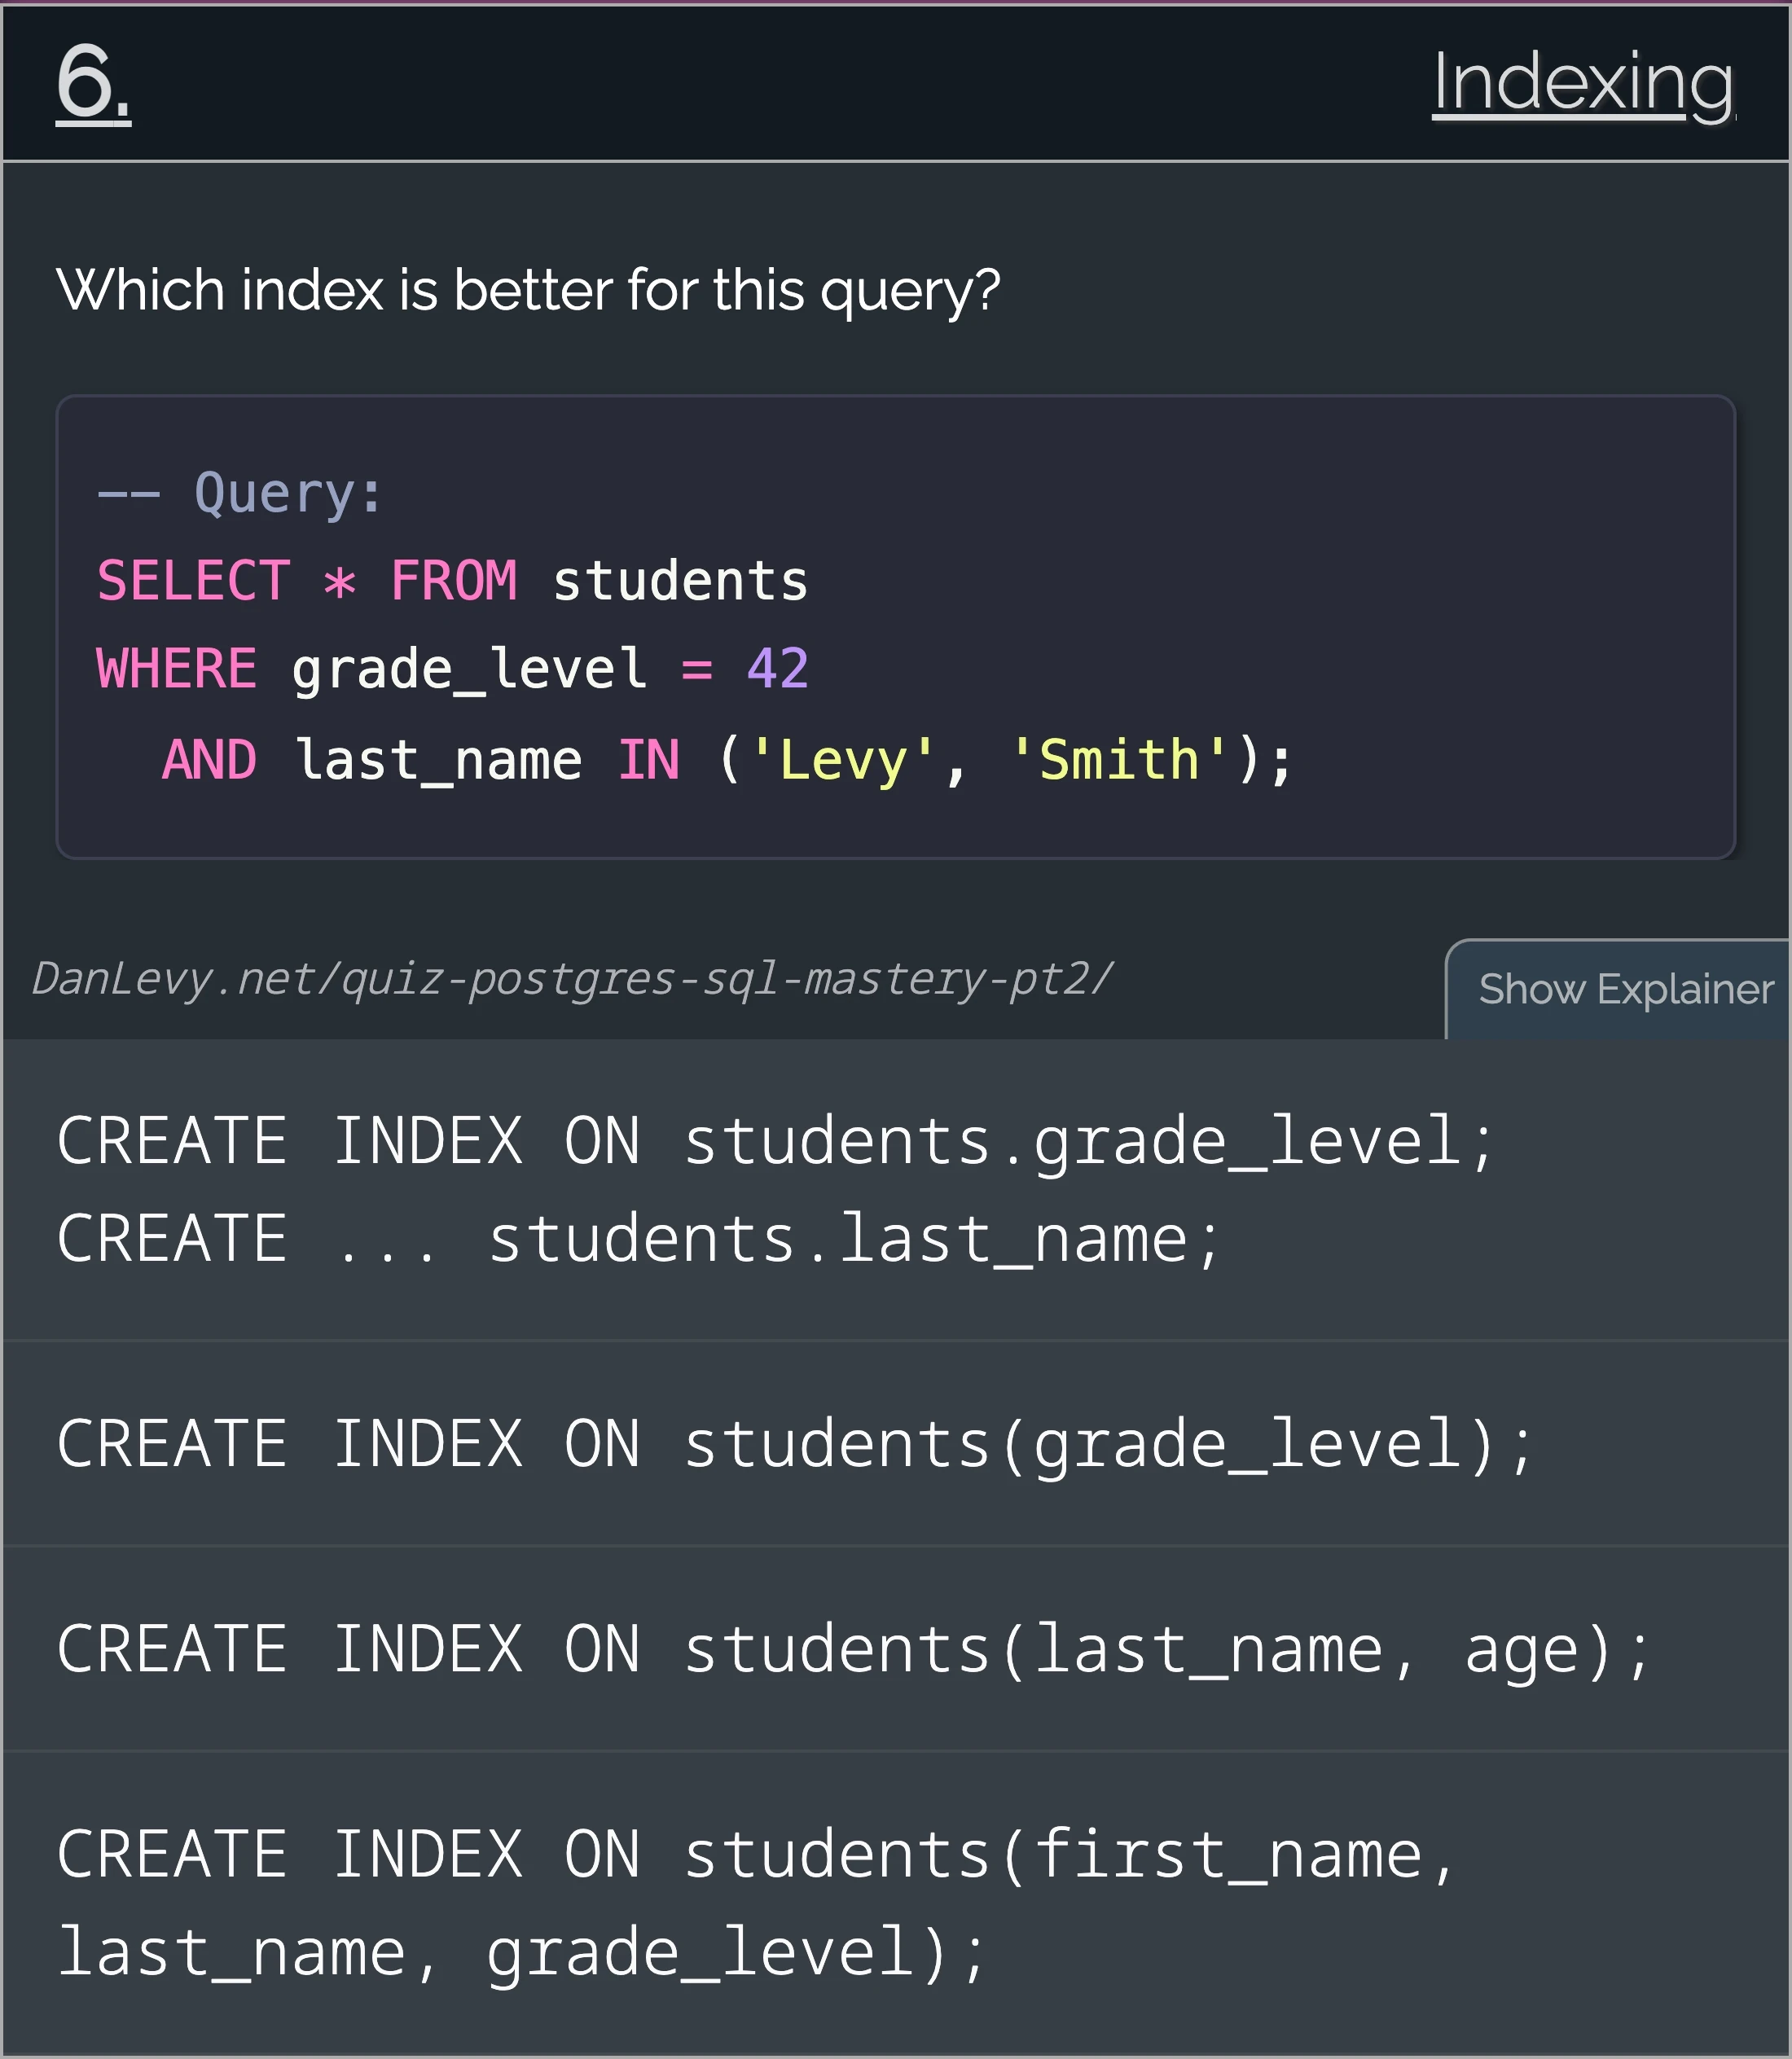 6.
Indexing
Which index is better for this query?
-- Query:
SELECT * FROM students
WHERE grade_level = 42
AND last_name IN ('Levy', 'Smith');
DanLevy.net/quiz-postgres-sql-mastery-pt2/
Show Explainer
CREATE INDEX ON students.grade_level;
CREATE ... students.last_name;
CREATE INDEX ON students(grade_level);
CREATE INDEX ON students(last_name, age);
CREATE INDEX ON students(first_name,
last_name, grade_level);